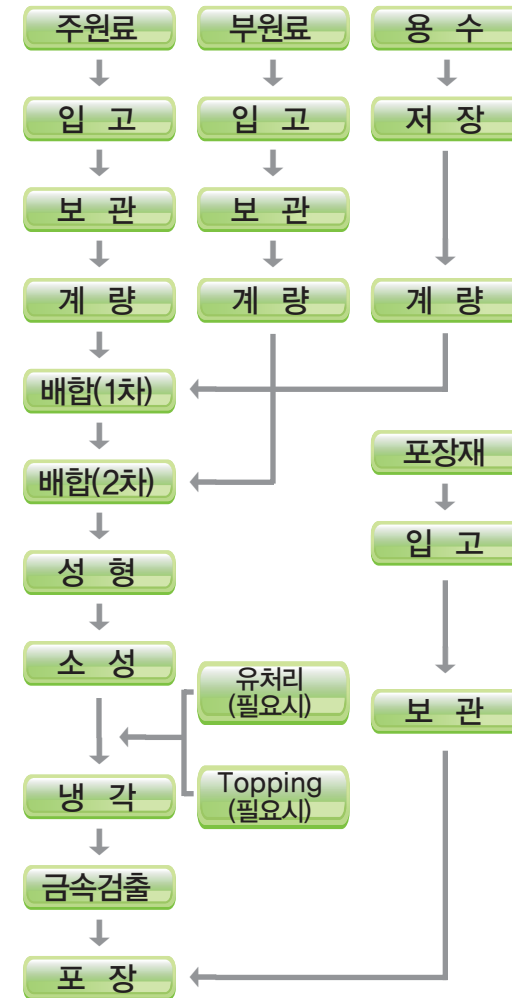 주원료
부원료
용 수
입 고
입 고
저 장
보 관
보 관
계 량
계 량
계 량
배합(1차)
포장재
배합(2차)
입 고
성 형
소 성
유처리
(필요시)
보 관
냉 각
Topping
(필요시)
금속검출
포 장